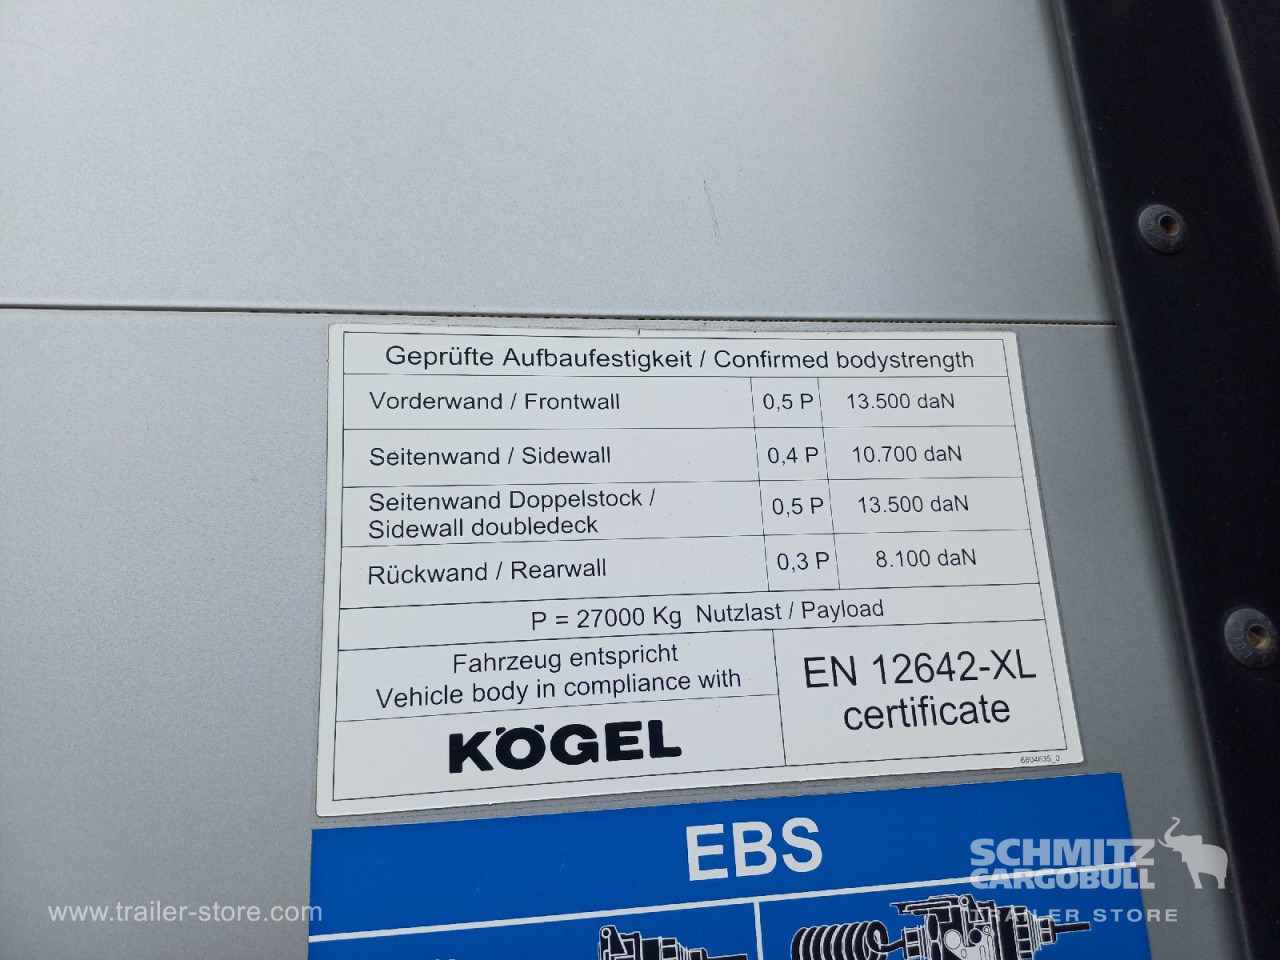 Geprüfte Aufbaufestigkeit / Confirmed bodystrength
Vorderwand / Frontwall 0,5 P 13.500 daN
Seitenwand / Sidewall 0,4 P 10.700 daN
Seitenwand Doppelstock /
Sidewall doubledeck 0,5 P 13.500 daN
Rückwand / Rearwall 0,3 P 8.100 daN
P = 27000 Kg Nutzlast / Payload
Fahrzeug entspricht
Vehicle body in compliance with
EN 12642-XL
certificate
KÖGEL
EBS
SCHMITZ
CARGOBULL
TRAILER STORE
www.trailer-store.com